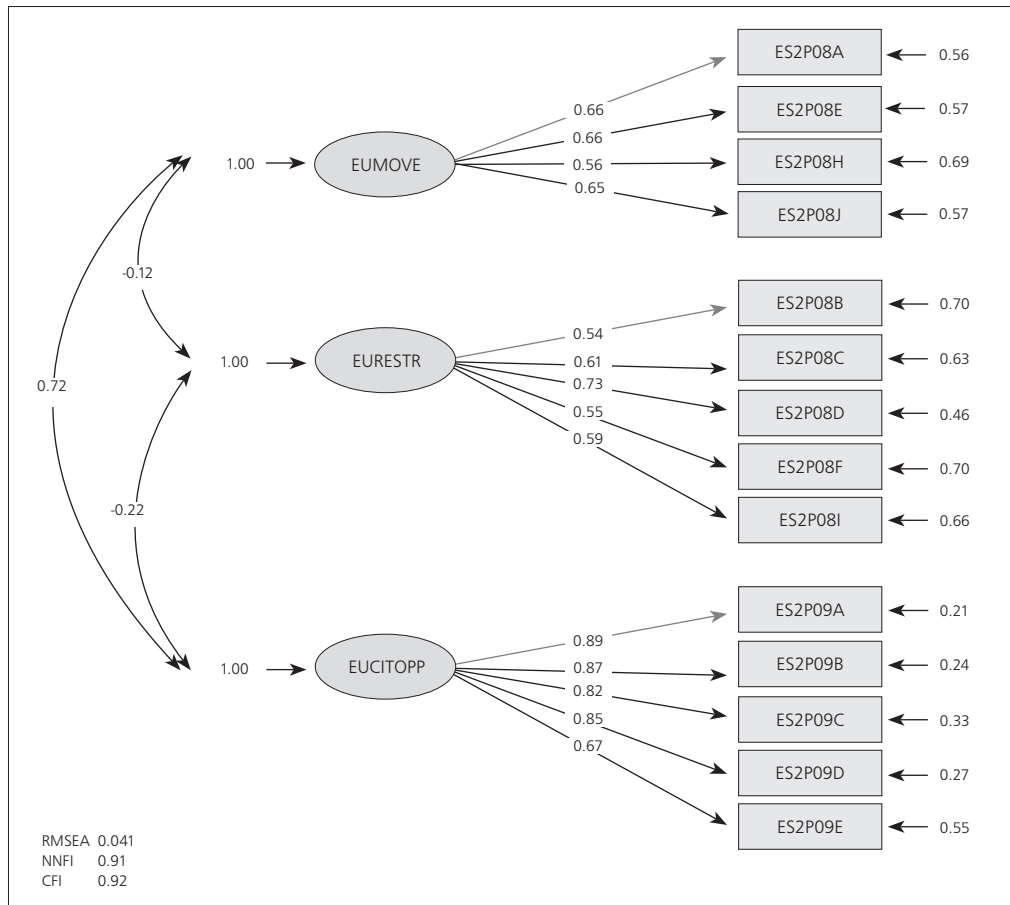 ES2P08A 0.56
0.66
ES2P08E 0.57
0.66
1.00 EUMOVE
0.56
ES2P08H 0.69
0.65
ES2P08J 0.57
-0.12
ES2P08B 0.70
0.54
1.00 EURESTR
0.61
ES2P08C 0.63
0.73
0.72
ES2P08D 0.46
0.55
0.59
ES2P08F 0.70
-0.22
ES2P08I 0.66
ES2P09A 0.21
0.89
1.00 EUCITOPP
0.87
ES2P09B 0.24
0.82
ES2P09C 0.33
0.85
0.67
ES2P09D 0.27
ES2P09E 0.55
RMSEA 0.041
NNFI 0.91
CFI 0.92